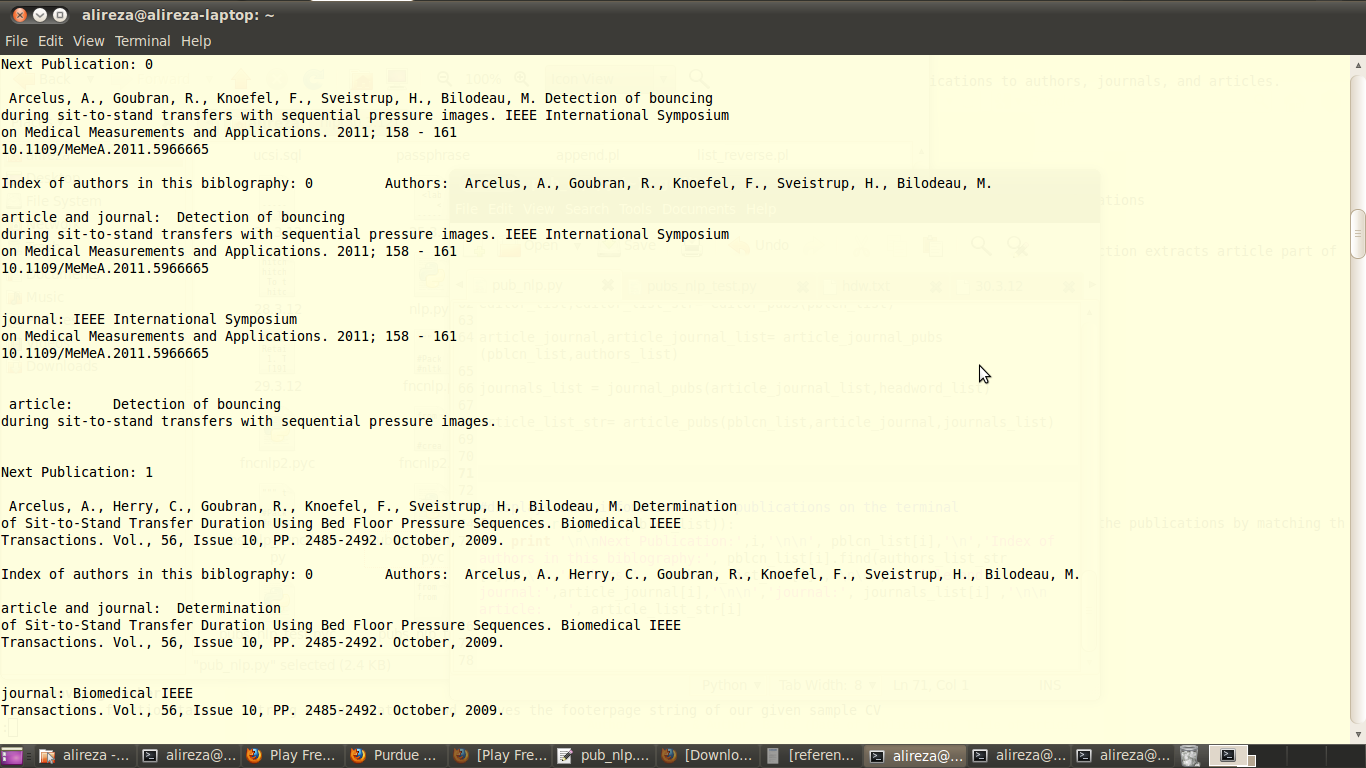 alireza@alireza-laptop: ~
File Edit View Terminal Help
Next Publication: 0
Arcelus, A., Goubran, R., Knoefel, F., Sveistrup, H., Bilodeau, M. Detection of bouncing
during sit-to-stand transfers with sequential pressure images. IEEE International Symposium
on Medical Measurements and Applications. 2011; 158 - 161
10.1109/MeMeA.2011.5966665
Index of authors in this biblography: 0 Authors: Arcelus, A., Goubran, R., Knoefel, F., Sveistrup, H., Bilodeau, M.
article and journal: Detection of bouncing
during sit-to-stand transfers with sequential pressure images. IEEE International Symposium
on Medical Measurements and Applications. 2011; 158 - 161
10.1109/MeMeA.2011.5966665
journal: IEEE International Symposium
on Medical Measurements and Applications. 2011; 158 - 161
10.1109/MeMeA.2011.5966665
article: Detection of bouncing
during sit-to-stand transfers with sequential pressure images.
Next Publication: 1
Arcelus, A., Herry, C., Goubran, R., Knoefel, F., Sveistrup, H., Bilodeau, M. Determination
of Sit-to-Stand Transfer Duration Using Bed Floor Pressure Sequences. Biomedical IEEE
Transactions. Vol., 56, Issue 10, PP. 2485-2492. October, 2009.
Index of authors in this biblography: 0 Authors: Arcelus, A., Herry, C., Goubran, R., Knoefel, F., Sveistrup, H., Bilodeau, M.
article and journal: Determination
of Sit-to-Stand Transfer Duration Using Bed Floor Pressure Sequences. Biomedical IEEE
Transactions. Vol., 56, Issue 10, PP. 2485-2492. October, 2009.
journal: Biomedical IEEE
Transactions. Vol., 56, Issue 10, PP. 2485-2492. October, 2009.
alireza -... alireza@... Play Fre... Purdue ... [Play Fre... pub_nlp.... [Downlo... [referen... alireza@... alireza@... alireza@...